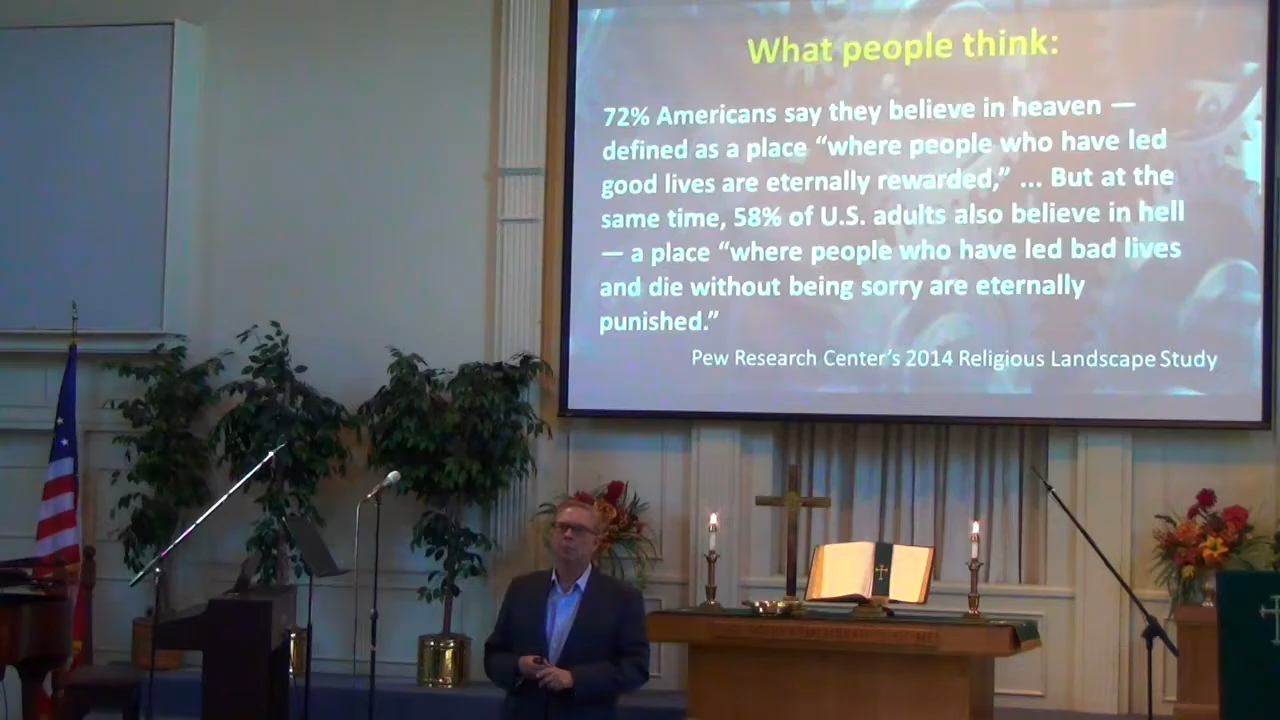 What people think:
72% Americans say they believe in heaven —
defined as a place “where people who have led
good lives are eternally rewarded,” ... But at the
same time, 58% of U.S. adults also believe in hell
— a place “where people who have led bad lives
and die without being sorry are eternally
punished.”
Pew Research Center’s 2014 Religious Landscape Study